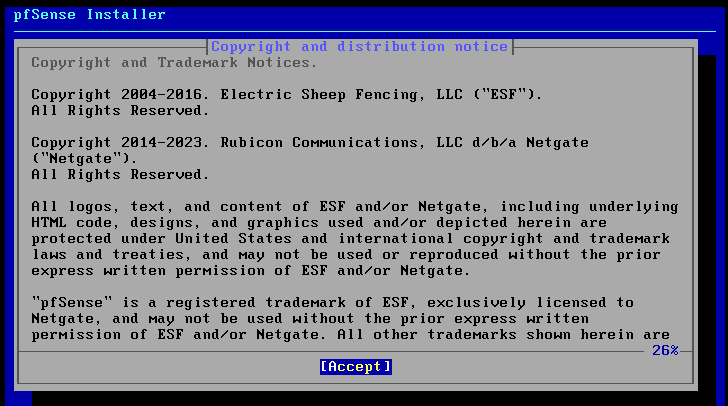 pfSense Installer
Copyright and distribution notice
Copyright and Trademark Notices.
Copyright 2004-2016. Electric Sheep Fencing, LLC ("ESF").
All Rights Reserved.
Copyright 2014-2023. Rubicon Communications, LLC d/b/a Netgate
("Netgate").
All Rights Reserved.
All logos, text, and content of ESF and/or Netgate, including underlying
HTML code, designs, and graphics used and/or depicted herein are
protected under United States and international copyright and trademark
laws and treaties, and may not be used or reproduced without the prior
express written permission of ESF and/or Netgate.
"pfSense" is a registered trademark of ESF, exclusively licensed to
Netgate, and may not be used without the prior express written
permission of ESF and/or Netgate. All other trademarks shown herein are
26%
[Accept]